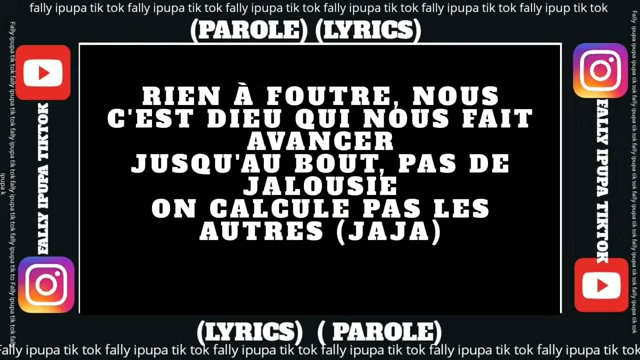 fally ipupa tik tok fally ipupa tik tok fally ipupa tik tok fally ipupa tik tok fally ipup tik tok
(PAROLE) (LYRICS)
RIEN À FOUTRE, NOUS
C'EST DIEU QUI NOUS FAIT
AVANCER
JUSQU'AU BOUT, PAS DE
JALOUSIE
ON CALCULE PAS LES
AUTRES (JAJA)
FALLY IPUPA TIKTOK
FALLY IPUPA TIKTOK
(LYRICS) ( PAROLE)
Fally ipupa tik tok fally ipupa tik tok fally ipupa tik tok fally ipupa tik tok fally ipupa tik tok